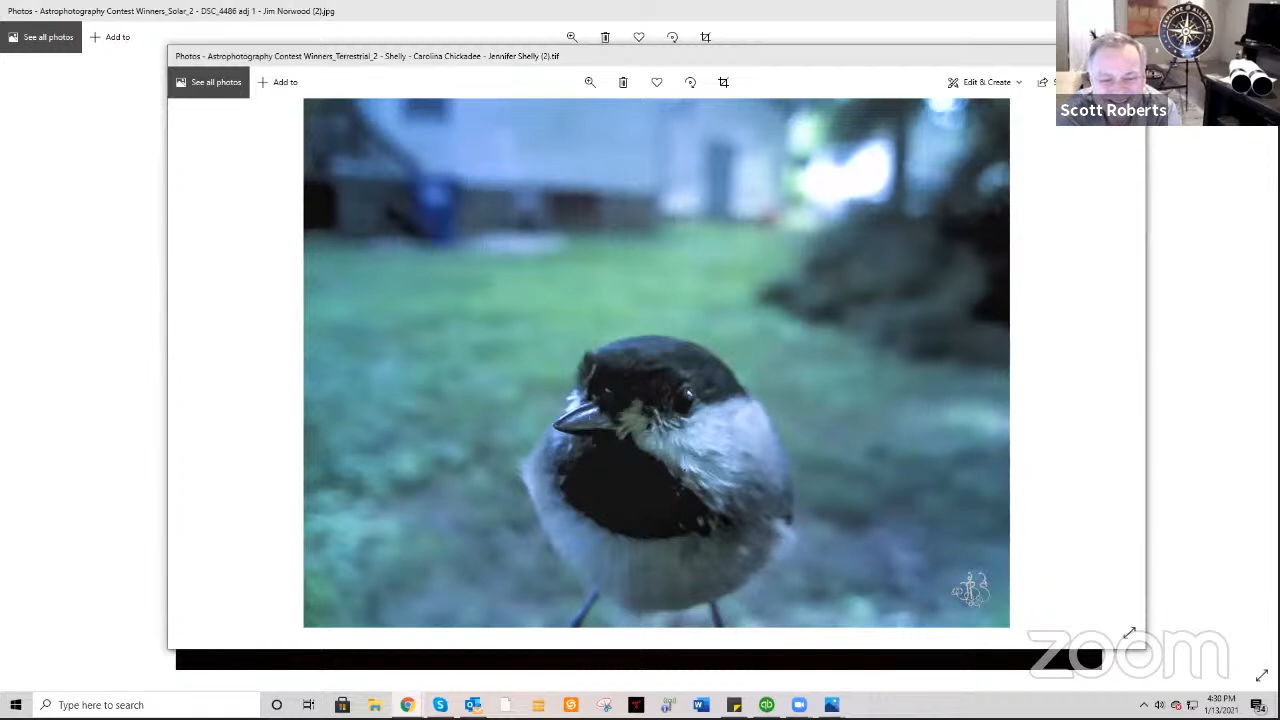 Photos - Astrophotography Contest Winners_Solar_2 - DSC_4486 adj 1 - Jim Norwood (2).jpg
See all photos
Add to
Photos - Astrophotography Contest Winners_Terrestrial_2 - Shelly - Carolina Chickadee - Jennifer Shelly (2).tif
See all photos
Add to
Edit & Create
Scott Roberts
zoom
Type here to search
4:30 PM
1/13/2021